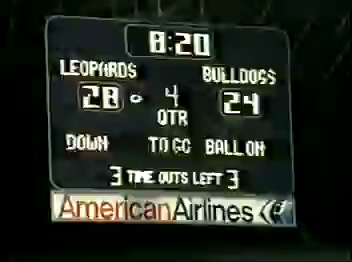 8:20
LEOPARDS BULLDOGS
28 4 24
QTR
DOWN TO GO BALL ON
3 TIME OUTS LEFT 3
AmericanAirlines